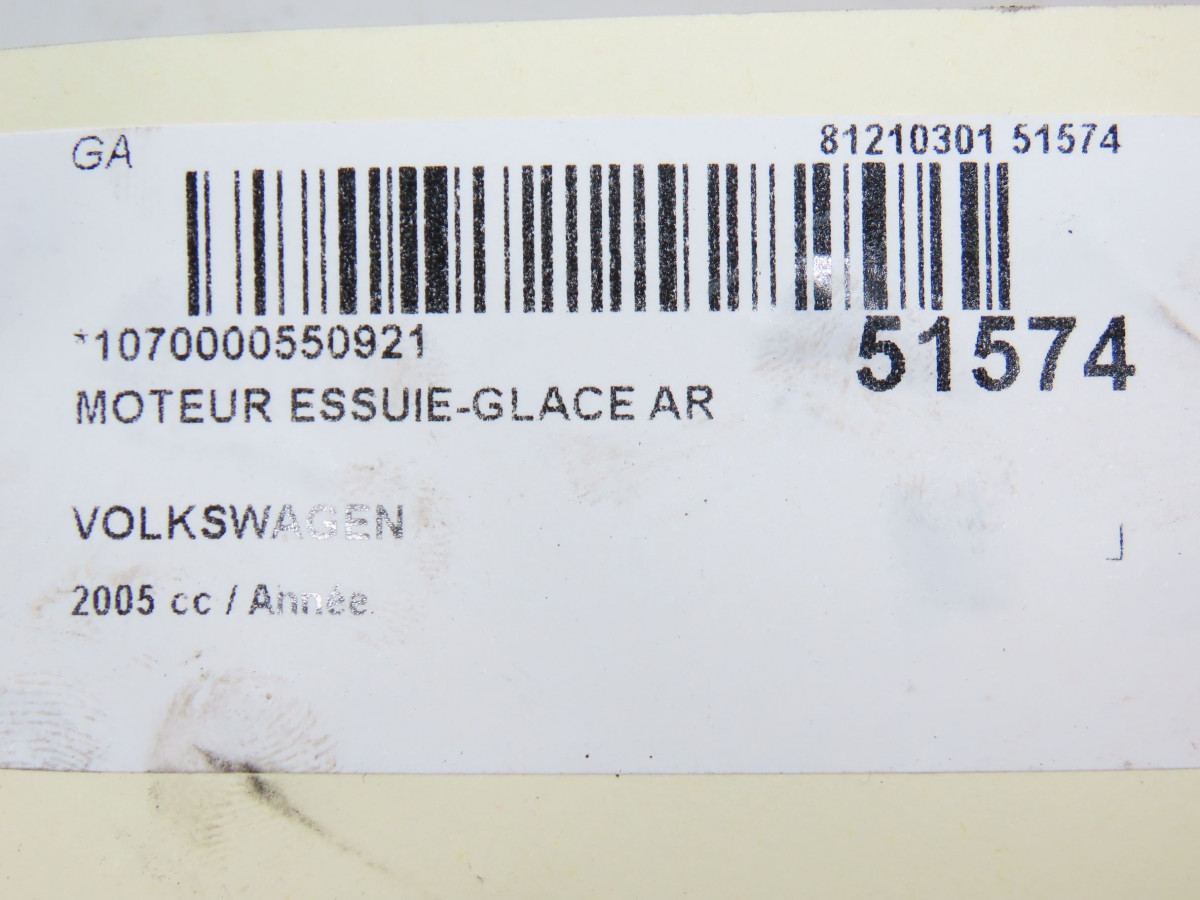 GA
81210301 51574
*1070000550921
51574
MOTEUR ESSUIE-GLACE AR
VOLKSWAGEN
2005 cc / Année